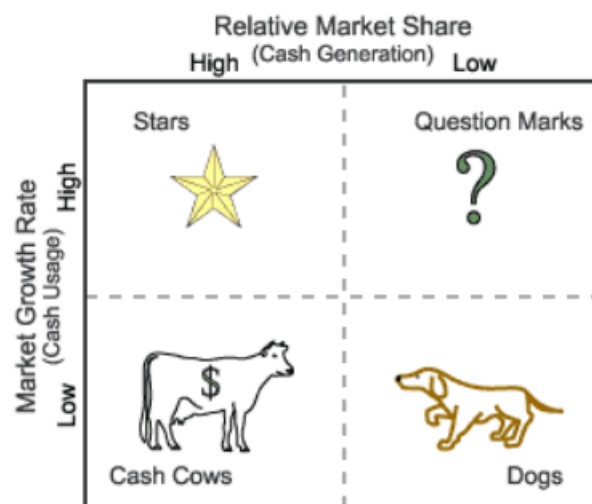 Relative Market Share
(Cash Generation)
High
Low
Stars
Question Marks
?
Market Growth Rate
(Cash Usage)
High
Low
$
Cash Cows
Dogs